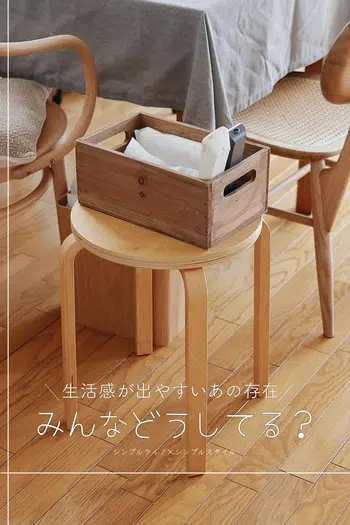 ＼生活感が出やすいあの存在／
みんなどうしてる？
シンプルライフ×シンプルスタイル